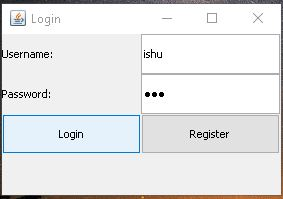 Login
Username: ishu
Password: •••
Login Register